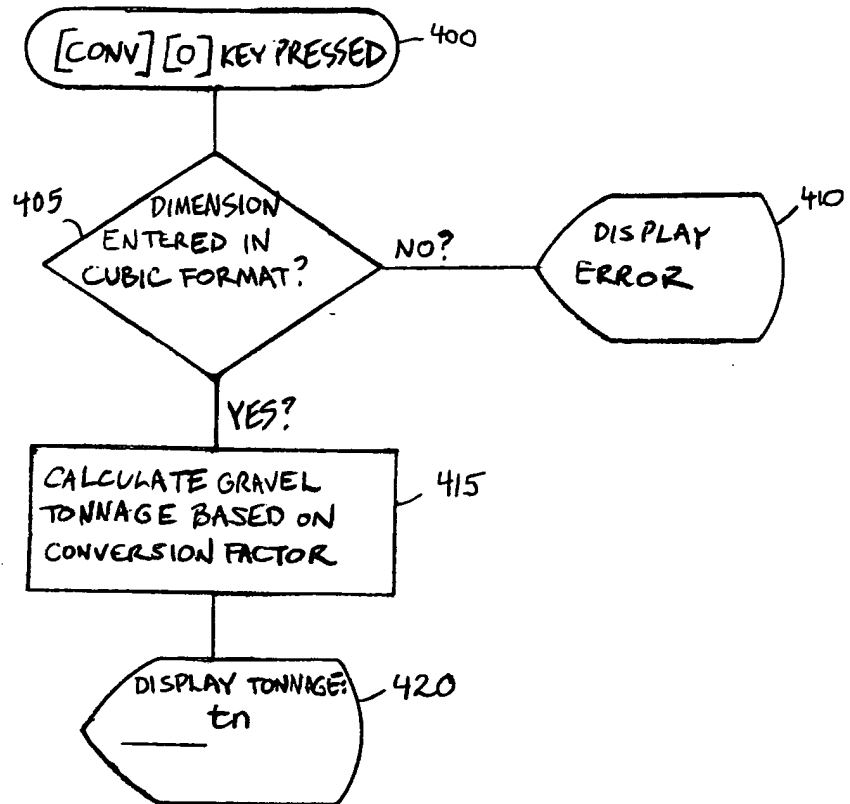 [CONV] [0] KEY PRESSED
400
405
DIMENSION
ENTERED IN
CUBIC FORMAT?
NO?
DISPLAY
ERROR
410
YES?
CALCULATE GRAVEL
TONNAGE BASED ON
CONVERSION FACTOR
415
DISPLAY TONNAGE:
____ tn
420